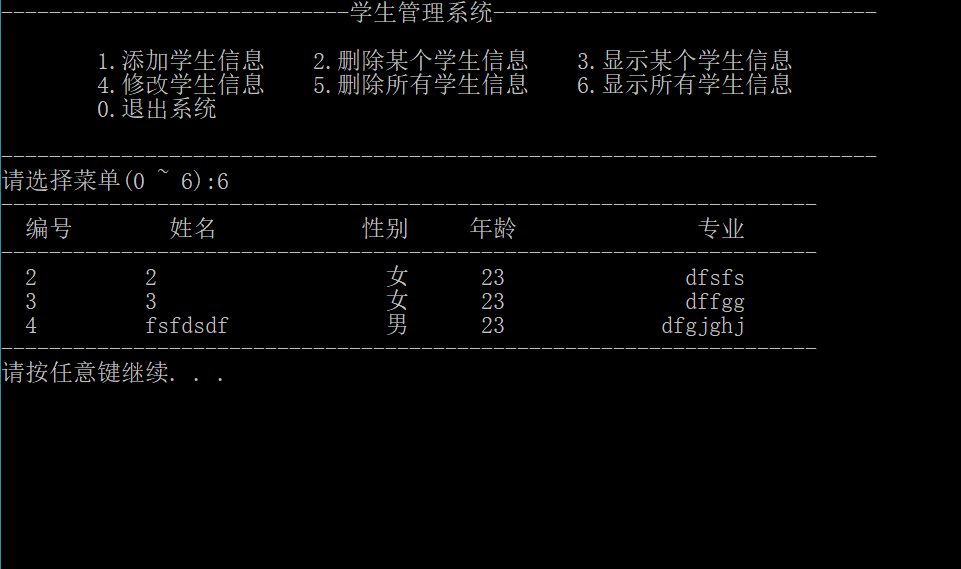 -----------------------------学生管理系统--------------------------------
1.添加学生信息    2.删除某个学生信息    3.显示某个学生信息
4.修改学生信息    5.删除所有学生信息    6.显示所有学生信息
0.退出系统
-------------------------------------------------------------------------
请选择菜单(0 ~ 6):6
--------------------------------------------------------------------
编号        姓名            性别     年龄               专业
--------------------------------------------------------------------
2         2                   女      23               dfsfs
3         3                   女      23               dffgg
4         fsfdsdf             男      23             dfgjghj
--------------------------------------------------------------------
请按任意键继续. . .